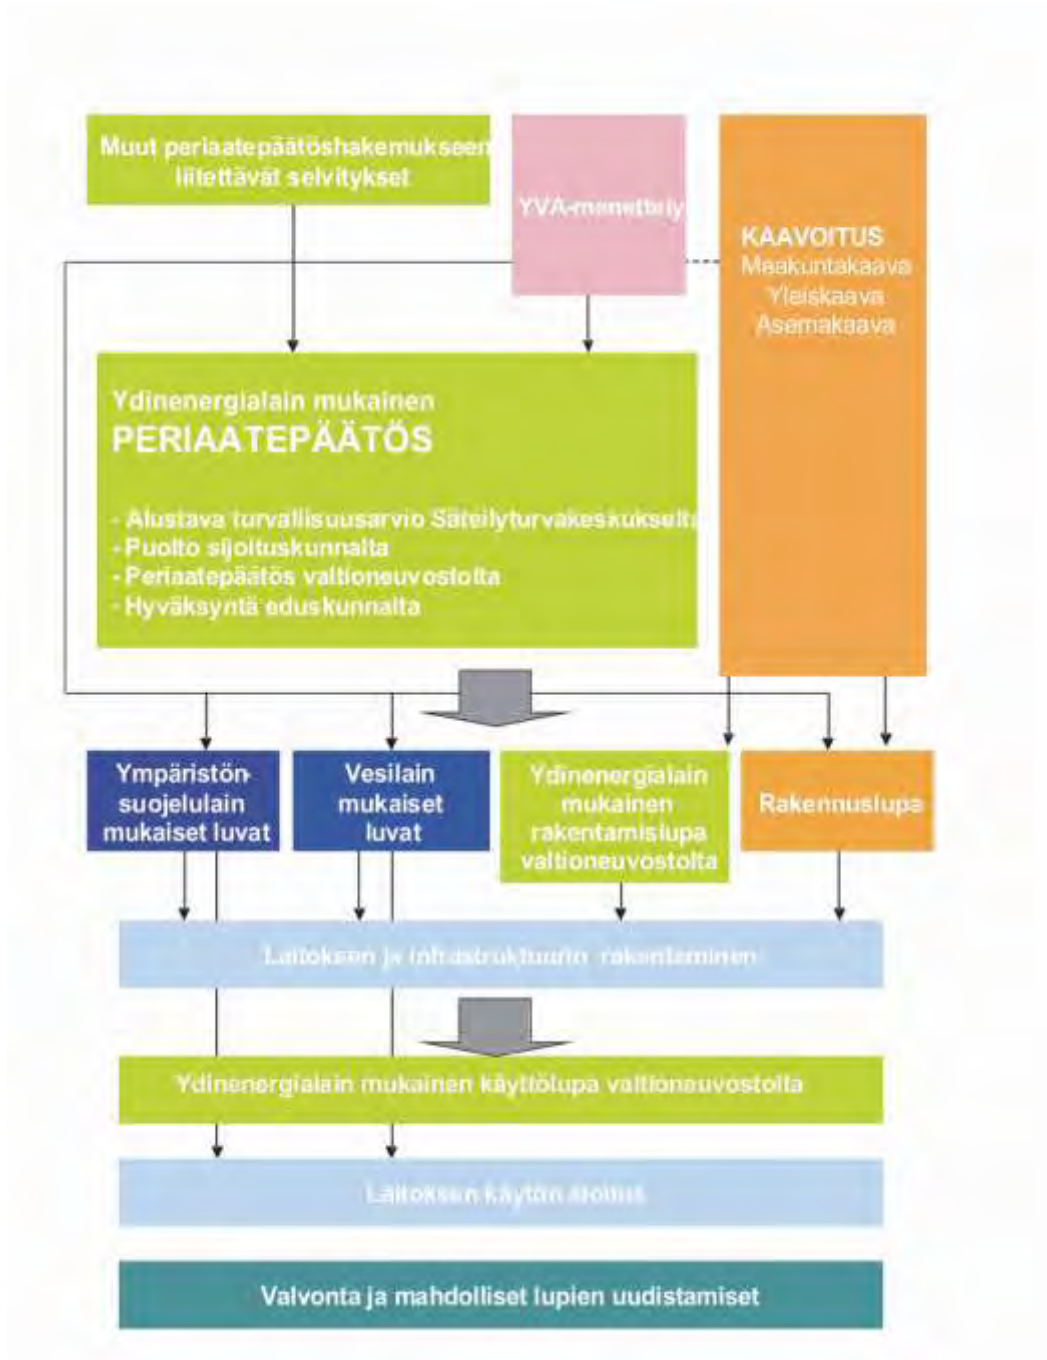 Muut periaatepäätöshakemukseen
liitettävät selvitykset
YVA-menettely
KAAVOITUS
Maakuntakaava
Yleiskaava
Asemakaava
Ydinenergialain mukainen
PERIAATEPÄÄTÖS
- Alustava turvallisuusarvio Säteilyturvakeskukselta
- Puolto sijoituskunnalta
- Periaatepäätös valtioneuvostolta
- Hyväksyntä eduskunnalta
Ympäristön-
suojelulain
mukaiset luvat
Vesilain
mukaiset
luvat
Ydinenergialain
mukainen
rakentamislupa
valtioneuvostolta
Rakennuslupa
Laitoksen ja infrastruktuurin rakentaminen
Ydinenergialain mukainen käyttölupa valtioneuvostolta
Laitoksen käytön aloitus
Valvonta ja mahdolliset lupien uudistamiset